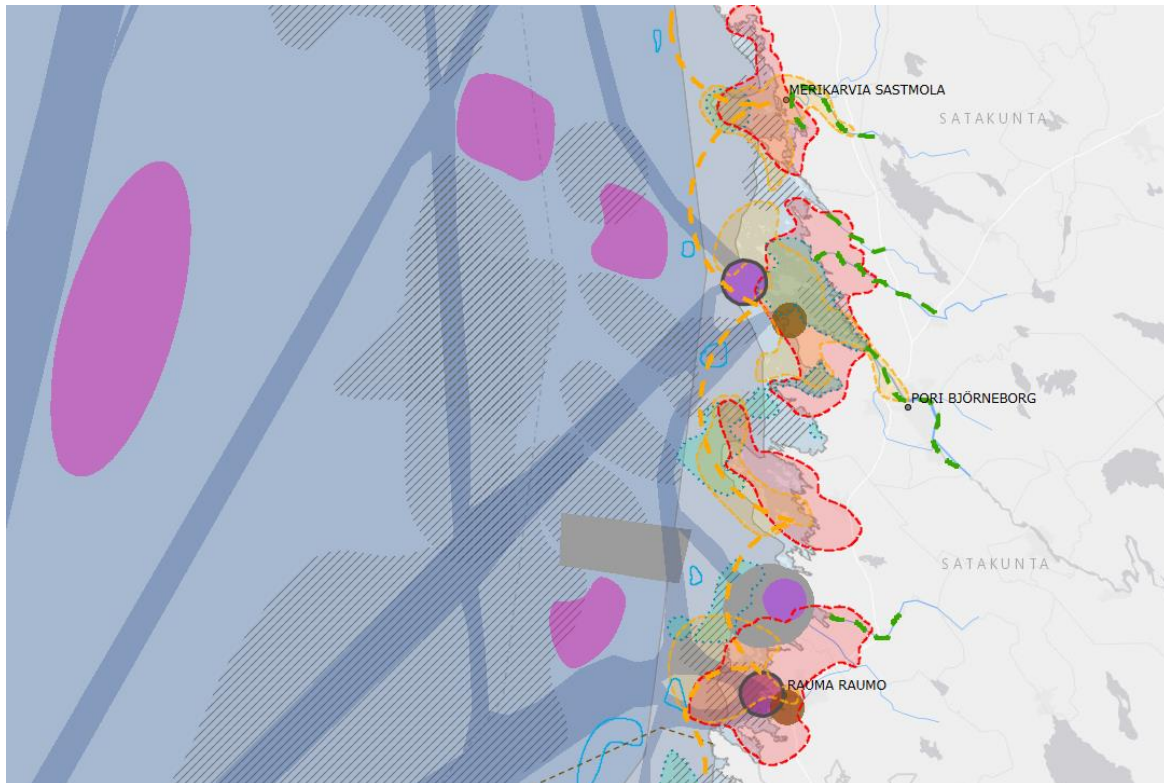 MERIKARVIA SASTMOLA
SATAKUNTA
PORI BJÖRNEBORG
SATAKUNTA
RAUMA RAUMO